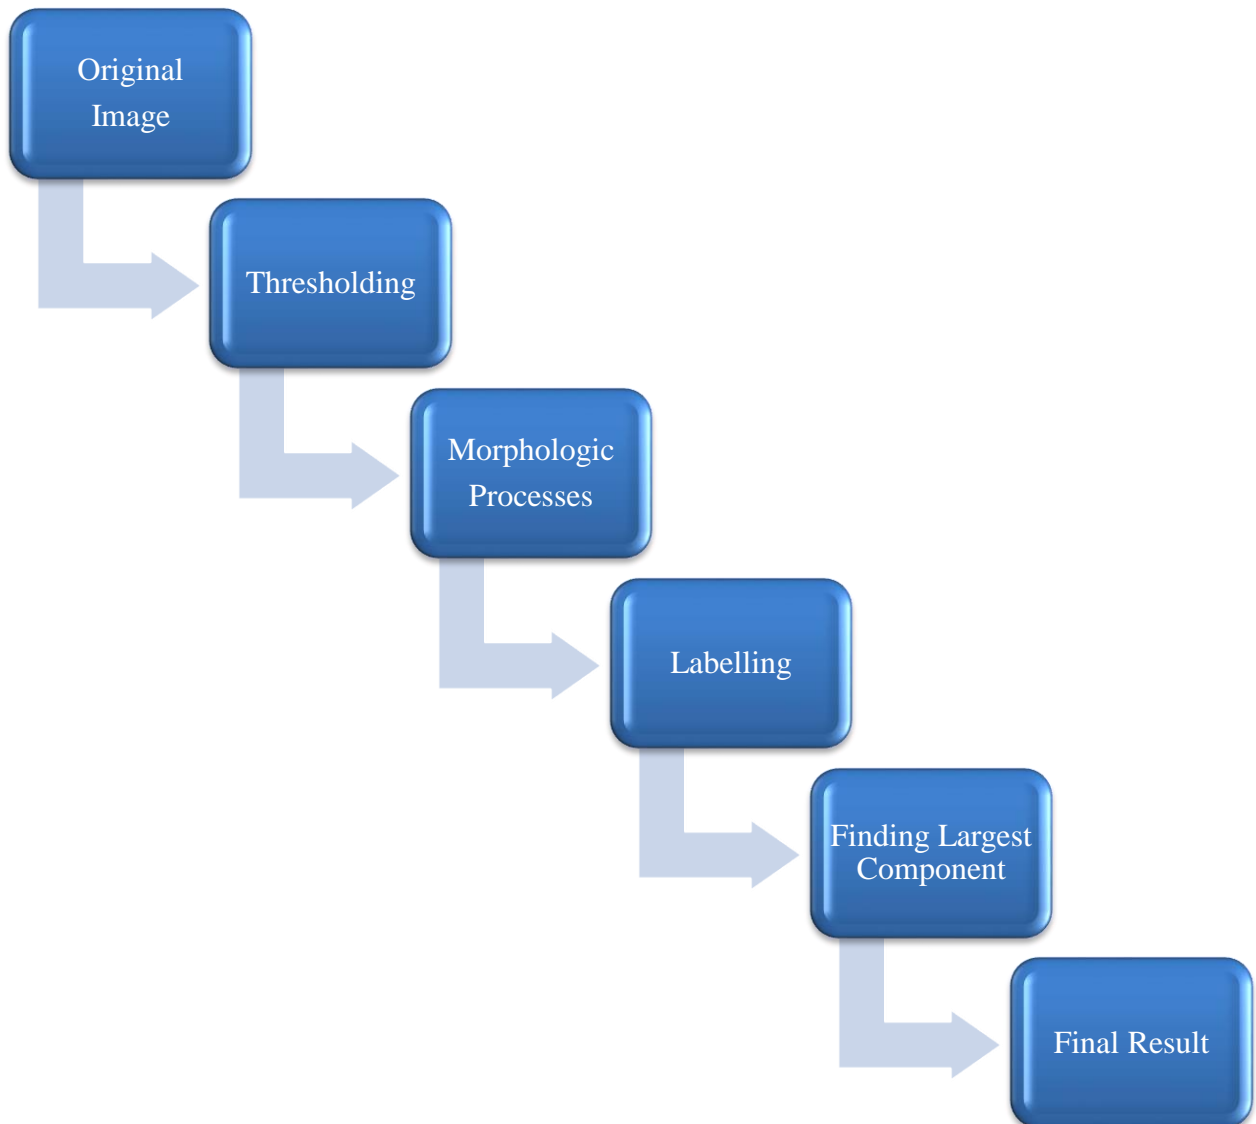 Original
Image
Thresholding
Morphologic
Processes
Labelling
Finding Largest
Component
Final Result